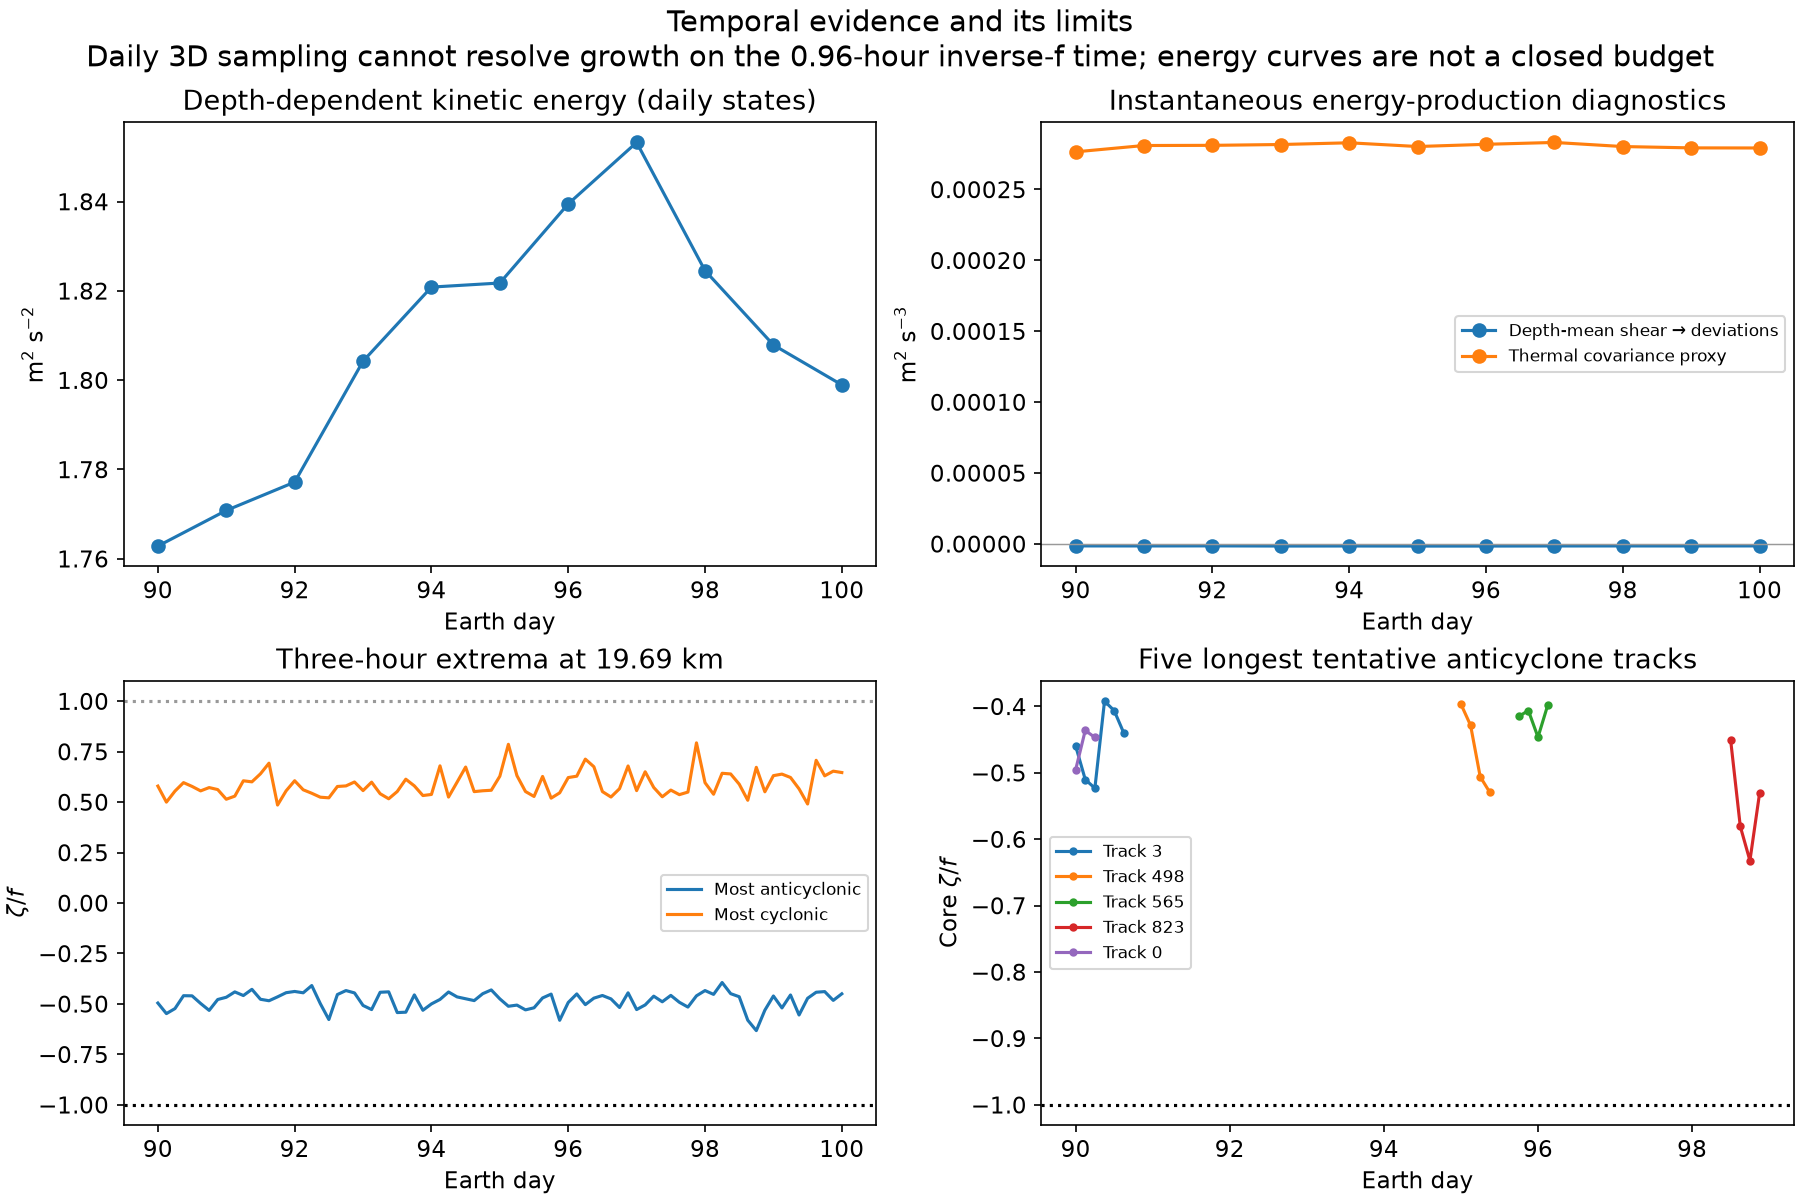 Temporal evidence and its limits
Daily 3D sampling cannot resolve growth on the 0.96-hour inverse-f time; energy curves are not a closed budget
Depth-dependent kinetic energy (daily states)
m² s⁻²
1.84
1.82
1.80
1.78
1.76
90 92 94 96 98 100
Earth day
Instantaneous energy-production diagnostics
m² s⁻³
0.00025
0.00020
0.00015
0.00010
0.00005
0.00000
Depth-mean shear → deviations
Thermal covariance proxy
90 92 94 96 98 100
Earth day
Three-hour extrema at 19.69 km
ζ/f
1.00
0.75
0.50
0.25
0.00
−0.25
−0.50
−0.75
−1.00
Most anticyclonic
Most cyclonic
90 92 94 96 98 100
Earth day
Five longest tentative anticyclone tracks
Core ζ/f
−0.4
−0.5
−0.6
−0.7
−0.8
−0.9
−1.0
Track 3
Track 498
Track 565
Track 823
Track 0
90 92 94 96 98
Earth day